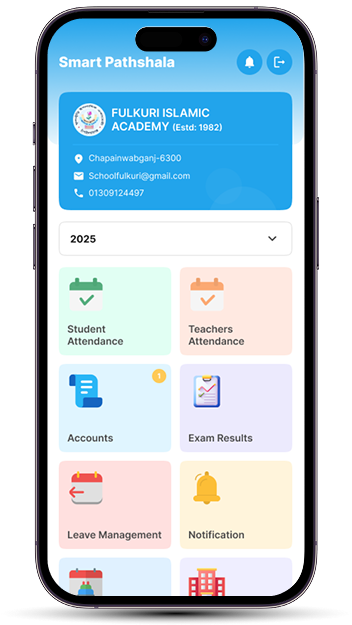 Smart Pathshala
FULKURI ISLAMIC
ACADEMY (Estd: 1982)
Chapainwabganj-6300
Schoolfulkuri@gmail.com
01309124497
2025
Student
Attendance
Teachers
Attendance
1
Accounts
Exam Results
Leave Management
Notification